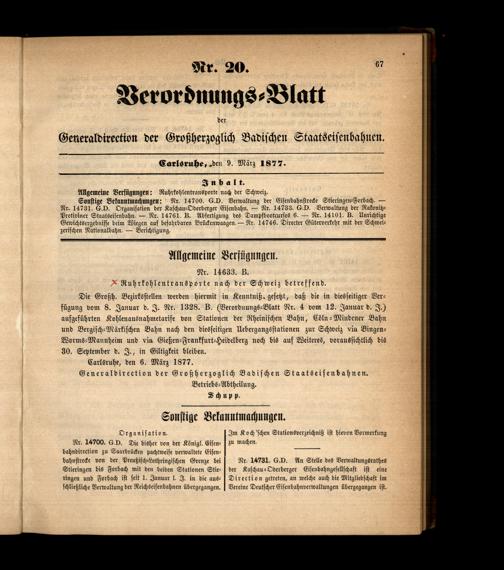 67
Nr. 20.
Verordnungs-Blatt
der
Generaldirection der Großherzoglich Badischen Staatseisenbahnen.
Carlsruhe, den 9. März 1877.
Inhalt.
Allgemeine Verfügungen: Ruhrkohlentransporte nach der Schweiz.
Sonstige Bekanntmachungen: Nr. 14700. G.D. Verwaltung der Eisenbahnstrecke Stieringen-Forbach. —
Nr. 14731. G.D. Organisation der Kaschau-Oderberger Eisenbahn. — Nr. 14733. G.D. Verwaltung der Rakonitz-
Protiviner Staatseisenbahn. — Nr. 14761. B. Abfertigung des Dampfbootcurses 6. — Nr. 14101. B. Unrichtige
Gewichtsergebnisse beim Wiegen auf befahrbaren Brückenwaagen. — Nr. 14746. Directer Güterverkehr mit der Schwei-
zerischen Nationalbahn. — Berichtigung.
Allgemeine Verfügungen.
Nr. 14633. B.
Ruhrkohlentransporte nach der Schweiz betreffend.
Die Großh. Bezirksstellen werden hiermit in Kenntniß gesetzt, daß die in diesseitiger Ver-
fügung vom 8. Januar d. J. Nr. 1328. B. (Verordnungs-Blatt Nr. 4 vom 12. Januar d. J.)
aufgeführten Kohlenausnahmetarife von Stationen der Rheinischen Bahn, Cöln-Mindener Bahn
und Bergisch-Märkischen Bahn nach den diesseitigen Uebergangsstationen zur Schweiz via Bingen-
Worms-Mannheim und via Gießen-Frankfurt-Heidelberg noch bis auf Weiteres, voraussichtlich bis
30. September d. J., in Gültigkeit bleiben.
Carlsruhe, den 6. März 1877.
Generaldirection der Großherzoglich Badischen Staatseisenbahnen.
Betriebs-Abtheilung.
Schupp.
Sonstige Bekanntmachungen.
Organisation.
Nr. 14700. G.D. Die bisher von der Königl. Eisen-
bahndirection zu Saarbrücken pachtweise verwaltete Eisen-
bahnstrecke von der Preußisch-Lothringischen Grenze bei
Stieringen bis Forbach mit den beiden Stationen Stie-
ringen und Forbach ist seit 1. Januar l. J. in die aus-
schließliche Verwaltung der Reichseisenbahnen übergegangen.
Im Koch'schen Stationsverzeichniß ist hievon Vormerkung
zu machen.
Nr. 14731. G.D. An Stelle des Verwaltungsrathes
der Kaschau-Oderberger Eisenbahngesellschaft ist eine
Direction getreten, an welche auch die Mitgliedschaft im
Vereine Deutscher Eisenbahnverwaltungen übergegangen ist.